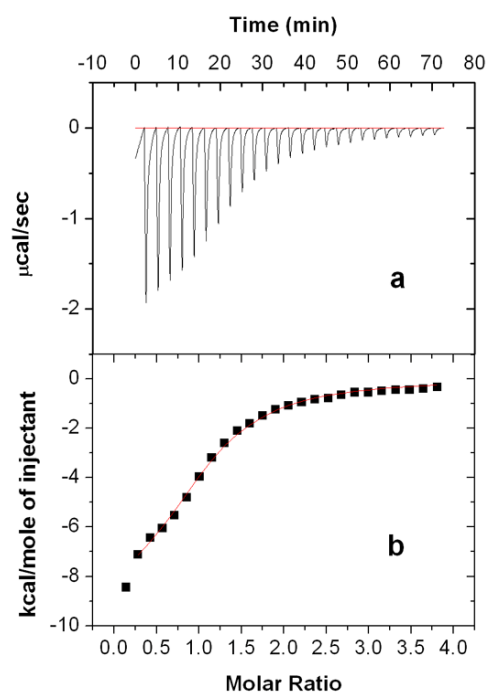 Time (min)
-10 0 10 20 30 40 50 60 70 80
0
-1
-2
µcal/sec
a
0
-2
-4
-6
-8
-10
kcal/mole of injectant
b
0.0 0.5 1.0 1.5 2.0 2.5 3.0 3.5 4.0
Molar Ratio